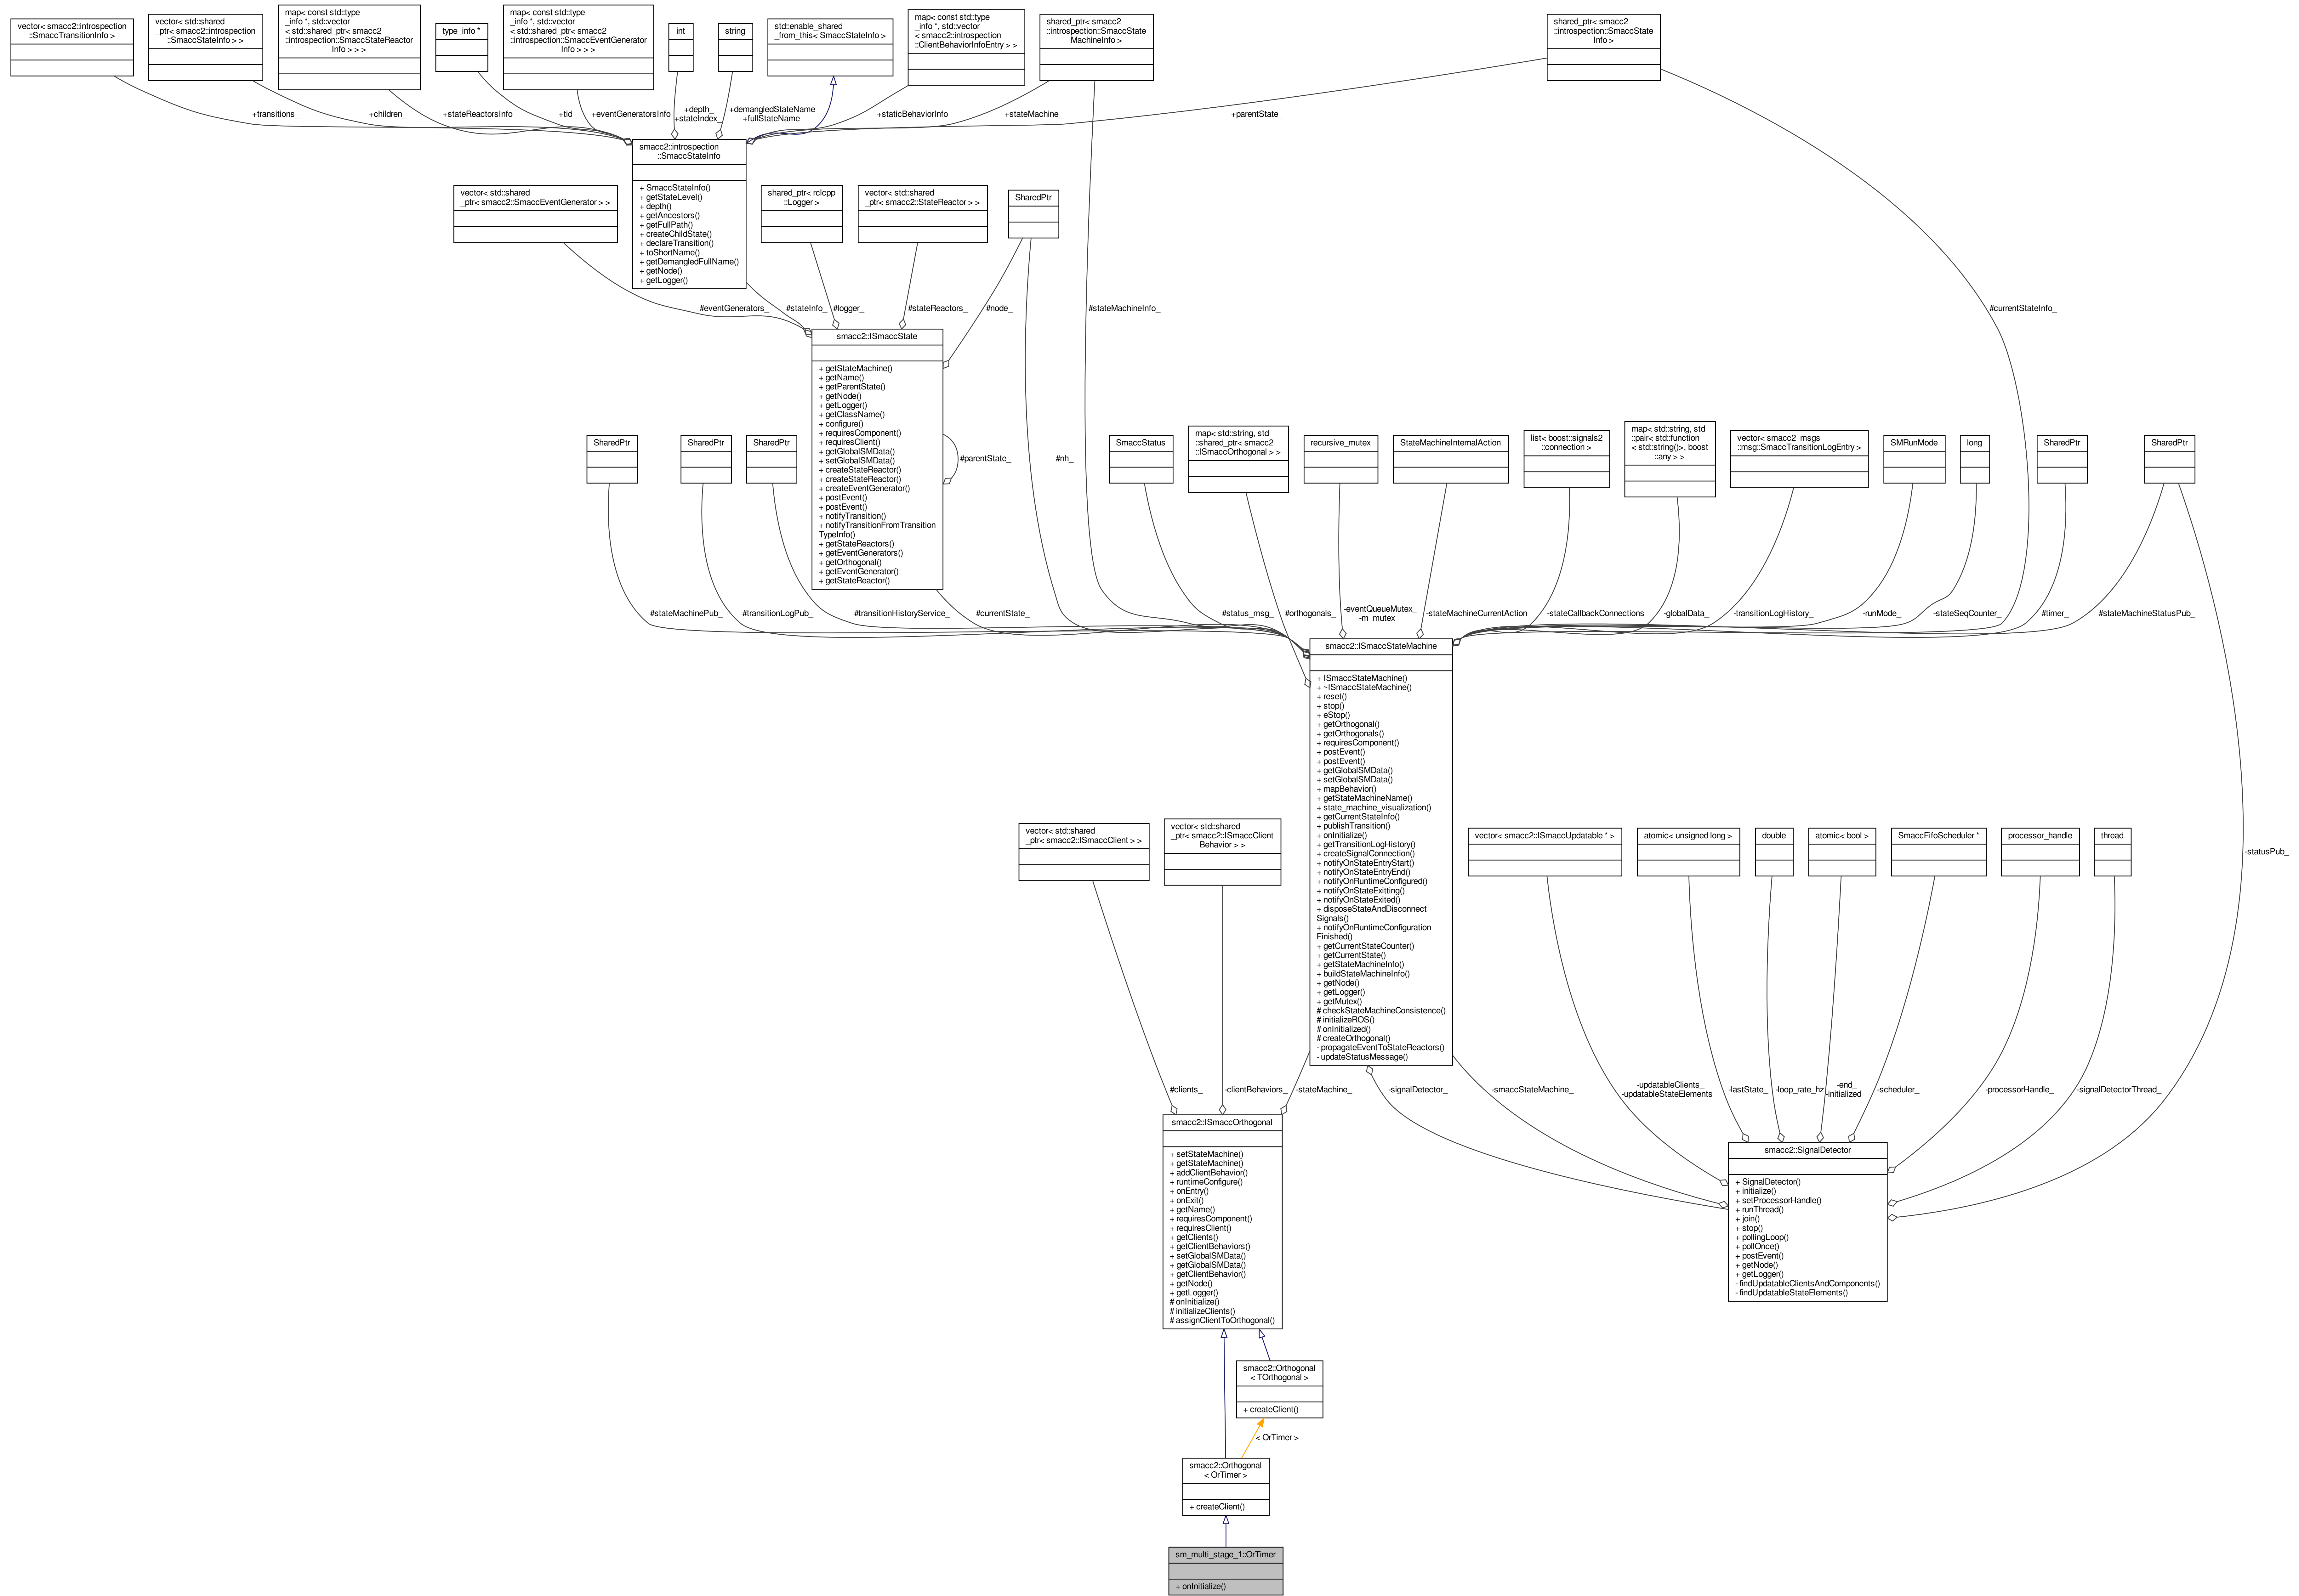 vector< smacc2::introspection
::SmaccTransitionInfo >
vector< std::shared
_ptr< smacc2::introspection
::SmaccStateInfo > >
map< const std::type
_info *, std::vector
< std::shared_ptr< smacc2
::introspection::SmaccStateReactor
Info > > >
type_info *
map< const std::type
_info *, std::vector
< std::shared_ptr< smacc2
::introspection::SmaccEventGenerator
Info > > >
int
string
std::enable_shared
_from_this< SmaccStateInfo >
map< const std::type
_info *, std::vector
< smacc2::introspection
::ClientBehaviorInfoEntry > >
shared_ptr< smacc2
::introspection::SmaccState
MachineInfo >
shared_ptr< smacc2
::introspection::SmaccState
Info >
+transitions_
+children_
+stateReactorsInfo
+tid_
+eventGeneratorsInfo
+depth_
+stateIndex_
+demangledStateName
+fullStateName
+staticBehaviorInfo
+stateMachine_
+parentState_
smacc2::introspection
::SmaccStateInfo
+ SmaccStateInfo()
+ getStateLevel()
+ depth()
+ getAncestors()
+ getFullPath()
+ createChildState()
+ declareTransition()
+ toShortName()
+ getDemangledFullName()
+ getNode()
+ getLogger()
vector< std::shared
_ptr< smacc2::SmaccEventGenerator > >
shared_ptr< rclcpp
::Logger >
vector< std::shared
_ptr< smacc2::StateReactor > >
SharedPtr
#eventGenerators_
#stateInfo_
#logger_
#stateReactors_
#node_
#stateMachineInfo_
#currentStateInfo_
smacc2::ISmaccState
+ getStateMachine()
+ getName()
+ getParentState()
+ getNode()
+ getLogger()
+ getClassName()
+ configure()
+ requiresComponent()
+ requiresClient()
+ getGlobalSMData()
+ setGlobalSMData()
+ createStateReactor()
+ createStateReactor()
+ createEventGenerator()
+ postEvent()
+ postEvent()
+ notifyTransition()
+ notifyTransitionFromTransition
TypeInfo()
+ getStateReactors()
+ getEventGenerators()
+ getOrthogonal()
+ getEventGenerator()
+ getStateReactor()
#parentState_
#nh_
SharedPtr
SharedPtr
SharedPtr
SmaccStatus
map< std::string, std
::shared_ptr< smacc2
::ISmaccOrthogonal > >
recursive_mutex
StateMachineInternalAction
list< boost::signals2
::connection >
map< std::string, std
::pair< std::function
< std::string()>, boost
::any > >
vector< smacc2_msgs
::msg::SmaccTransitionLogEntry >
SMRunMode
long
SharedPtr
SharedPtr
#stateMachinePub_
#transitionLogPub_
#transitionHistoryService_
#currentState_
#status_msg_
#orthogonals_
-eventQueueMutex_
-m_mutex_
-stateMachineCurrentAction
-stateCallbackConnections
-globalData_
-transitionLogHistory_
-runMode_
-stateSeqCounter_
#timer_
#stateMachineStatusPub_
smacc2::ISmaccStateMachine
+ ISmaccStateMachine()
+ ~ISmaccStateMachine()
+ reset()
+ stop()
+ eStop()
+ getOrthogonal()
+ getOrthogonals()
+ requiresComponent()
+ postEvent()
+ postEvent()
+ getGlobalSMData()
+ setGlobalSMData()
+ mapBehavior()
+ getStateMachineName()
+ state_machine_visualization()
+ getCurrentStateInfo()
+ publishTransition()
+ onInitialize()
+ getTransitionLogHistory()
+ createSignalConnection()
+ notifyOnStateEntryStart()
+ notifyOnStateEntryEnd()
+ notifyOnRuntimeConfigured()
+ notifyOnStateExitting()
+ notifyOnStateExited()
+ disposeStateAndDisconnect
Signals()
+ notifyOnRuntimeConfiguration
Finished()
+ getCurrentStateCounter()
+ getCurrentState()
+ getStateMachineInfo()
+ buildStateMachineInfo()
+ getNode()
+ getLogger()
+ getMutex()
# checkStateMachineConsistence()
# initializeROS()
# onInitialized()
# createOrthogonal()
- propagateEventToStateReactors()
- updateStatusMessage()
vector< std::shared
_ptr< smacc2::ISmaccClient > >
vector< std::shared
_ptr< smacc2::ISmaccClient
Behavior > >
vector< smacc2::ISmaccUpdatable * >
atomic< unsigned long >
double
atomic< bool >
SmaccFifoScheduler *
processor_handle
thread
-statusPub_
#clients_
-clientBehaviors_
-stateMachine_
-signalDetector_
-smaccStateMachine_
-updatableClients_
-updatableStateElements_
-lastState_
-loop_rate_hz
-end_
-initialized_
-scheduler_
-processorHandle_
-signalDetectorThread_
smacc2::ISmaccOrthogonal
+ setStateMachine()
+ getStateMachine()
+ addClientBehavior()
+ runtimeConfigure()
+ onEntry()
+ onExit()
+ getName()
+ requiresComponent()
+ requiresClient()
+ getClients()
+ getClientBehaviors()
+ setGlobalSMData()
+ getGlobalSMData()
+ getClientBehavior()
+ getNode()
+ getLogger()
# onInitialize()
# initializeClients()
# assignClientToOrthogonal()
smacc2::SignalDetector
+ SignalDetector()
+ initialize()
+ setProcessorHandle()
+ runThread()
+ join()
+ stop()
+ pollingLoop()
+ pollOnce()
+ postEvent()
+ getNode()
+ getLogger()
- findUpdatableClientsAndComponents()
- findUpdatableStateElements()
smacc2::Orthogonal
< TOrthogonal >
+ createClient()
< OrTimer >
smacc2::Orthogonal
< OrTimer >
+ createClient()
sm_multi_stage_1::OrTimer
+ onInitialize()